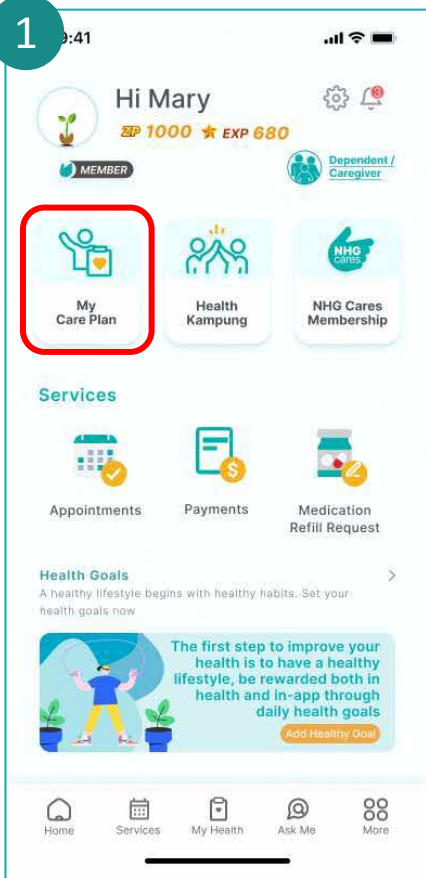 1
:41
Hi Mary
3
ZP 1000 EXP 680
MEMBER
Dependent /
Caregiver
My
Care Plan
Health
Kampung
NHG
cares
NHG Cares
Membership
Services
Appointments
Payments
$
Medication
Refill Request
Health Goals
>
A healthy lifestyle begins with healthy habits. Set your
health goals now
The first step to improve your
health is to have a healthy
lifestyle, be rewarded both in
health and in-app through
daily health goals
Add Healthy Goal
Home
Services
My Health
Ask Me
More